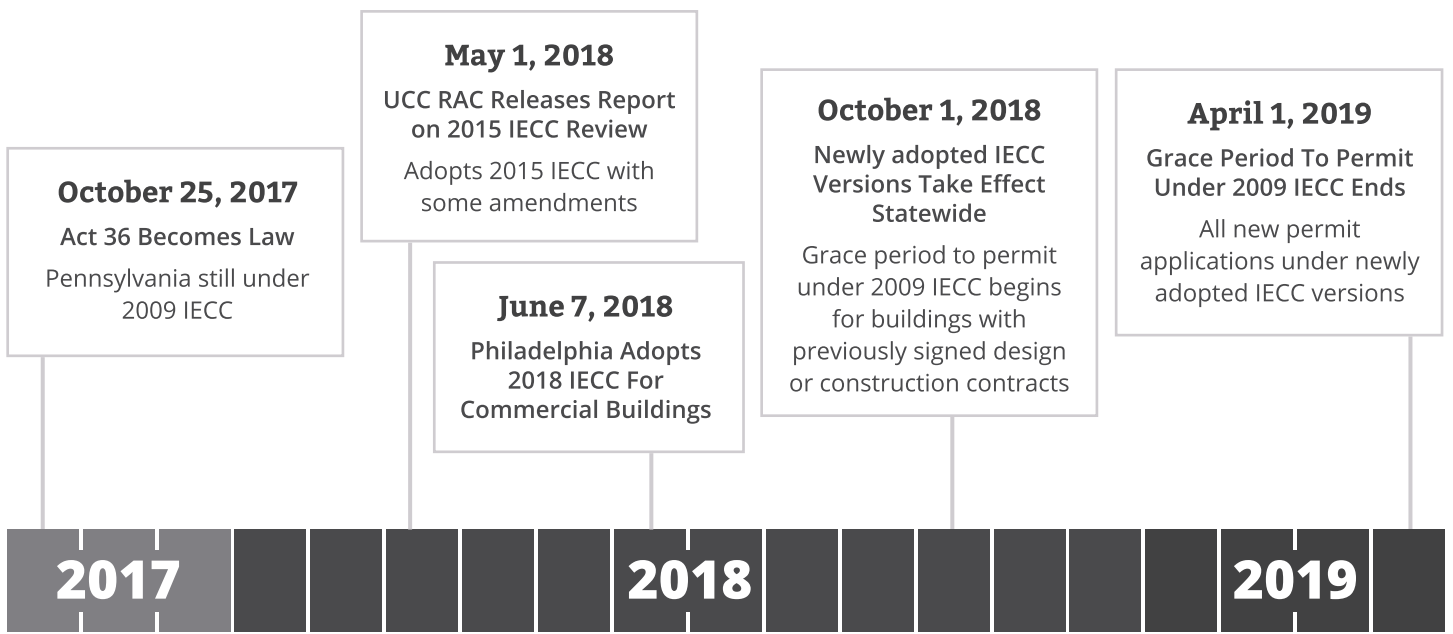 October 25, 2017
Act 36 Becomes Law
Pennsylvania still under
2009 IECC
May 1, 2018
UCC RAC Releases Report
on 2015 IECC Review
Adopts 2015 IECC with
some amendments
June 7, 2018
Philadelphia Adopts
2018 IECC For
Commercial Buildings
October 1, 2018
Newly adopted IECC
Versions Take Effect
Statewide
Grace period to permit
under 2009 IECC begins
for buildings with
previously signed design
or construction contracts
April 1, 2019
Grace Period To Permit
Under 2009 IECC Ends
All new permit
applications under newly
adopted IECC versions
2017
2018
2019